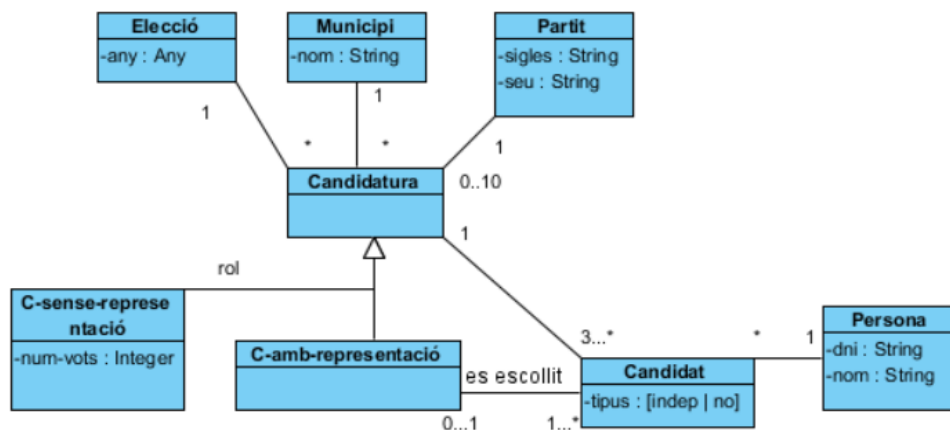 Elecció
-any : Any
Municipi
-nom : String
Partit
-sigles : String
-seu : String
1
1
1
*
*
0..10
Candidatura
1
rol
C-sense-represe
ntació
-num-vots : Integer
C-amb-representació
es escollit
0...1
1...*
3...*
Candidat
-tipus : [indep | no]
*
1
Persona
-dni : String
-nom : String